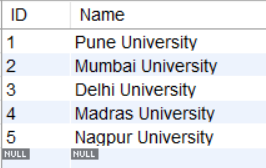 ID Name
1 Pune University
2 Mumbai University
3 Delhi University
4 Madras University
5 Nagpur University
NULL NULL